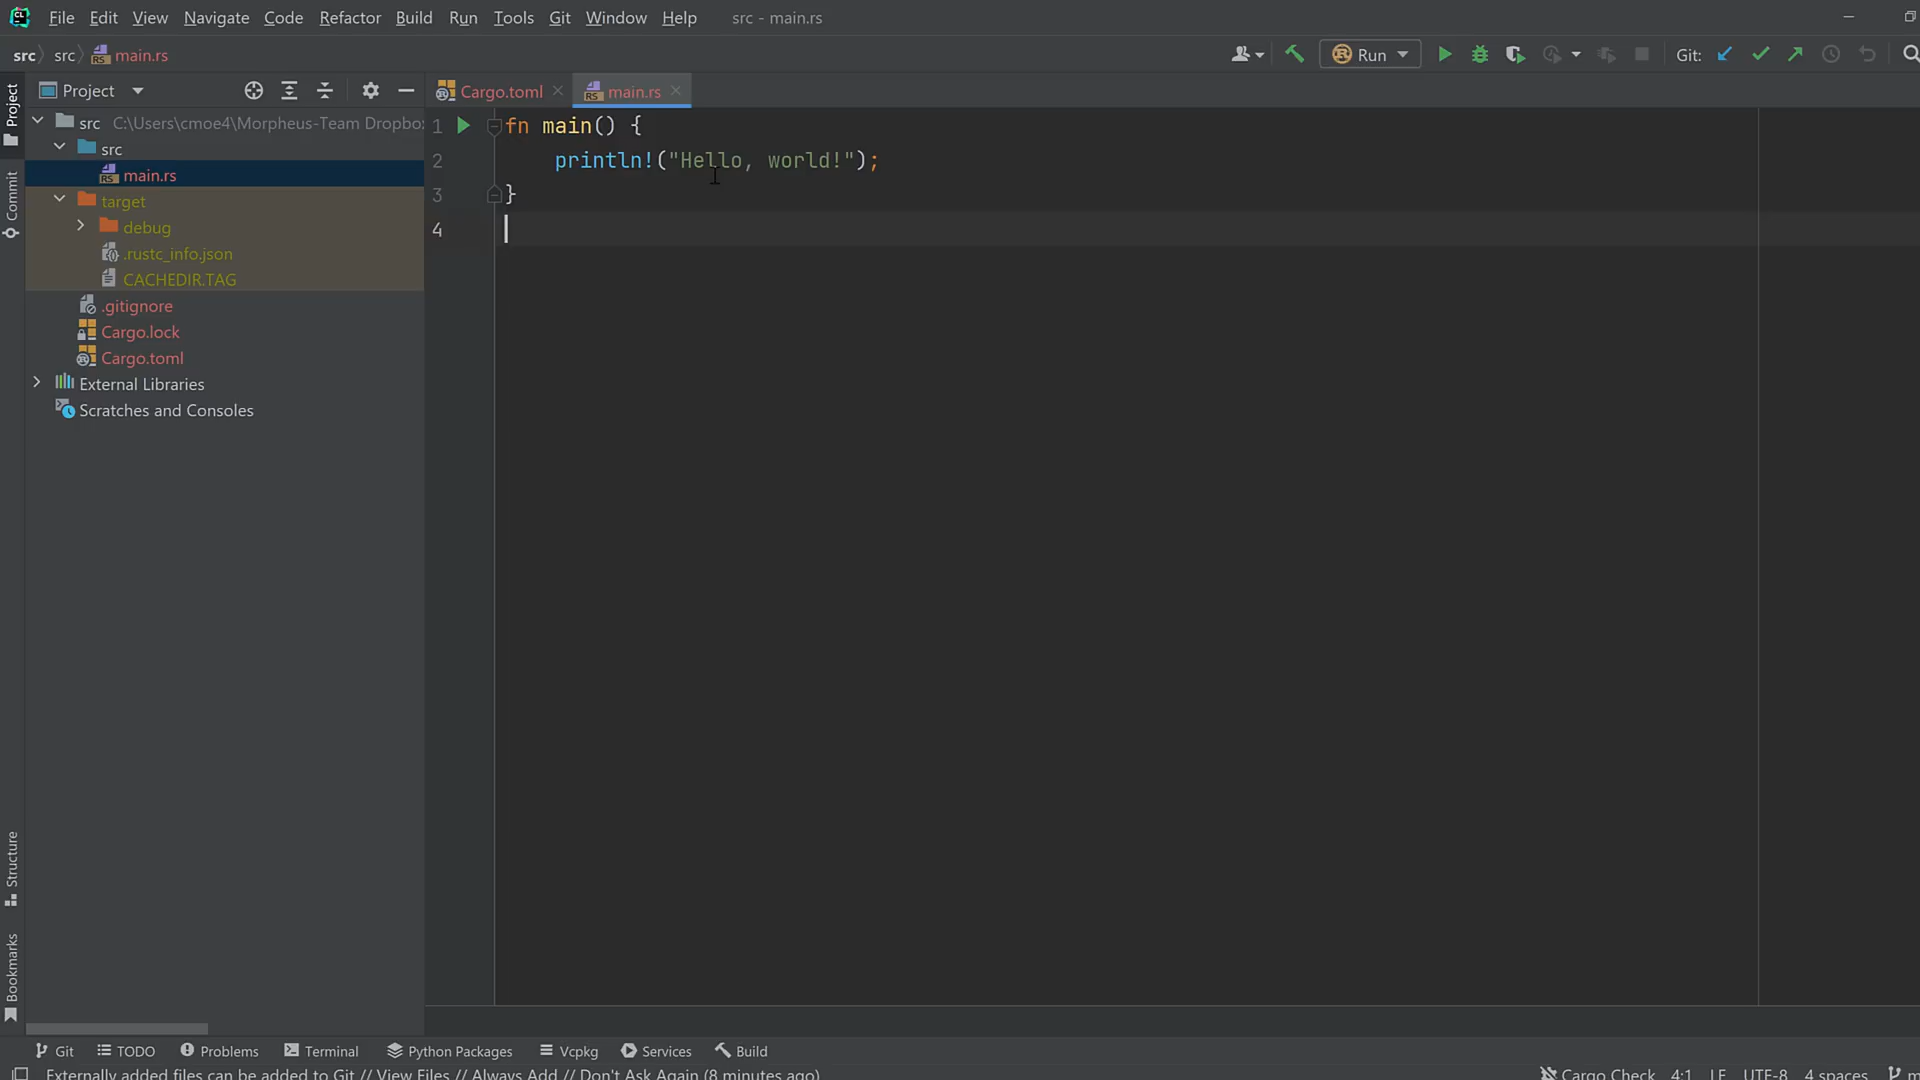 File Edit View Navigate Code Refactor Build Run Tools Git Window Help src - main.rs
src src main.rs Run Git:
Project
Cargo.toml main.rs
src C:\Users\cmoe4\Morpheus-Team Dropbo
src
main.rs
target
debug
.rustc_info.json
CACHEDIR.TAG
.gitignore
Cargo.lock
Cargo.toml
External Libraries
Scratches and Consoles
1 fn main() {
2 println!("Hello, world!");
3 }
4
Project
Commit
Structure
Bookmarks
Git TODO Problems Terminal Python Packages Vcpkg Services Build
Externally added files can be added to Git // View Files // Always Add // Don't Ask Again (8 minutes ago) Cargo Check 4:1 LF UTF-8 4 spaces m